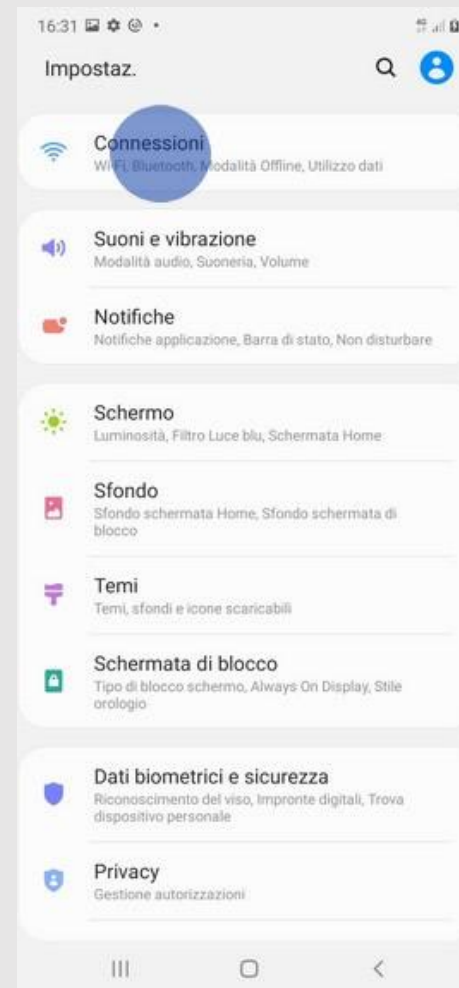 16:31
Impostaz.
Connessioni
Wi-Fi, Bluetooth, Modalità Offline, Utilizzo dati
Suoni e vibrazione
Modalità audio, Suoneria, Volume
Notifiche
Notifiche applicazione, Barra di stato, Non disturbare
Schermo
Luminosità, Filtro Luce blu, Schermata Home
Sfondo
Sfondo schermata Home, Sfondo schermata di
blocco
Temi
Temi, sfondi e icone scaricabili
Schermata di blocco
Tipo di blocco schermo, Always On Display, Stile
orologio
Dati biometrici e sicurezza
Riconoscimento del viso, Impronte digitali, Trova
dispositivo personale
Privacy
Gestione autorizzazioni